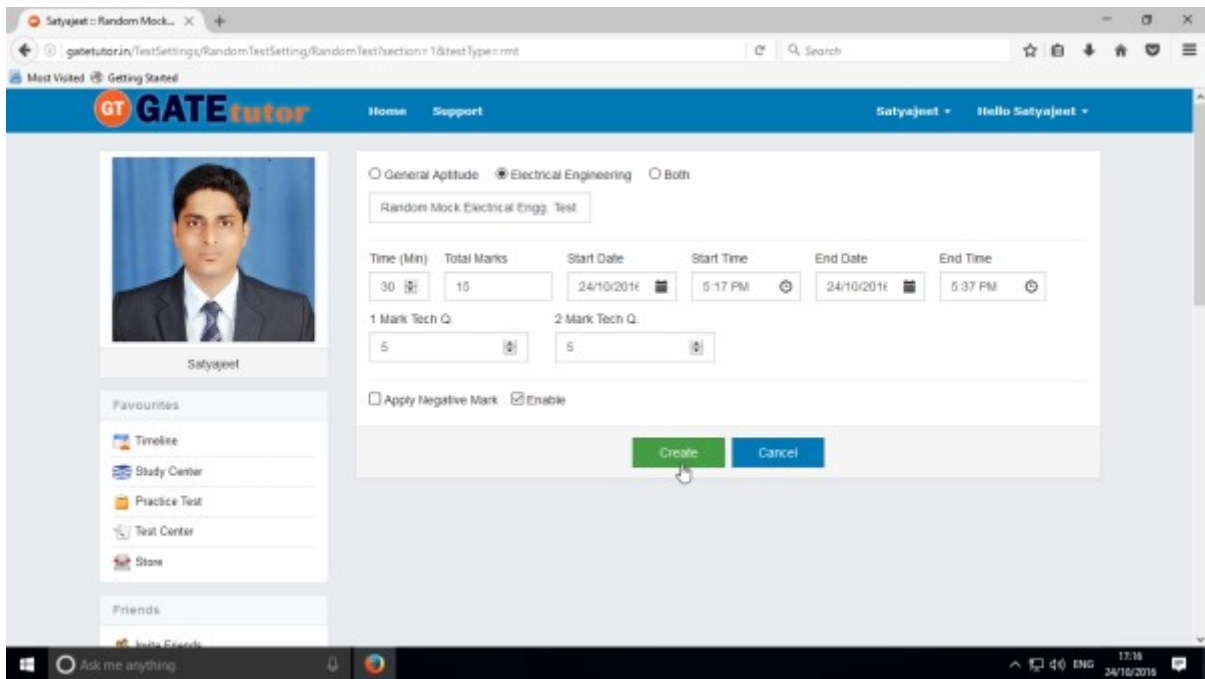 Satyajeet :: Random Mock...
gatetutor.in/TestSettings/RandomTestSetting/RandomTest?section=1&testType=rmt
Search
Most Visited Getting Started
GT GATEtutor Home Support Satyajeet Hello Satyajeet
General Aptitude Electrical Engineering Both
Random Mock Electrical Engg. Test
Time (Min) Total Marks Start Date Start Time End Date End Time
30 15 24/10/2016 5:17 PM 24/10/2016 5:37 PM
1 Mark Tech Q. 2 Mark Tech Q.
5 5
Apply Negative Mark Enable
Create Cancel
Satyajeet
Favourites
Timeline
Study Center
Practice Test
Test Center
Store
Friends
Invite Friends
Ask me anything
ENG 17:16
24/10/2016